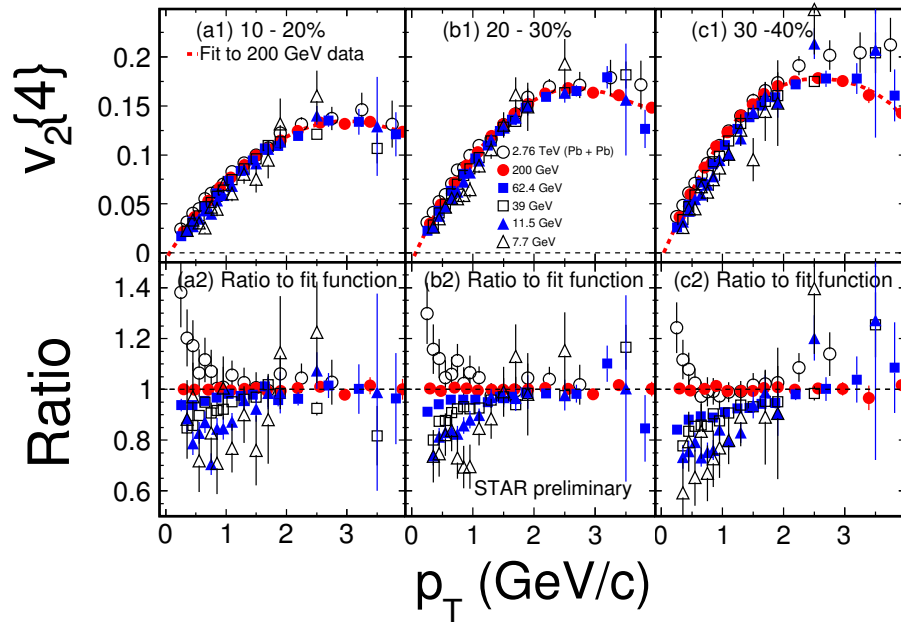 (a1) 10 - 20%
(b1) 20 - 30%
(c1) 30 -40%
Fit to 200 GeV data
v2{4}
0.2
0.15
0.1
0.05
0
2.76 TeV (Pb + Pb)
200 GeV
62.4 GeV
39 GeV
11.5 GeV
7.7 GeV
(a2) Ratio to fit function
(b2) Ratio to fit function
(c2) Ratio to fit function
Ratio
1.4
1.2
1
0.8
0.6
STAR preliminary
0 1 2 3 0 1 2 3 0 1 2 3
pT (GeV/c)